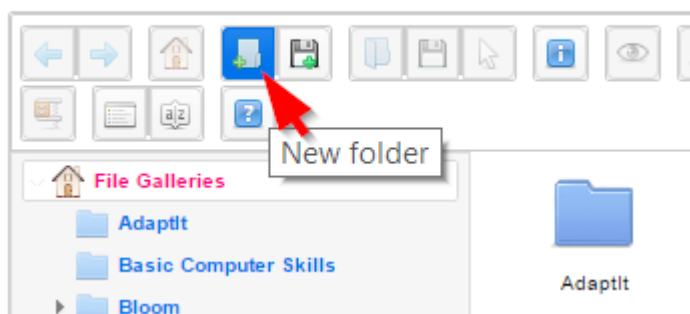 New folder
File Galleries
AdaptIt
Basic Computer Skills
Bloom
AdaptIt